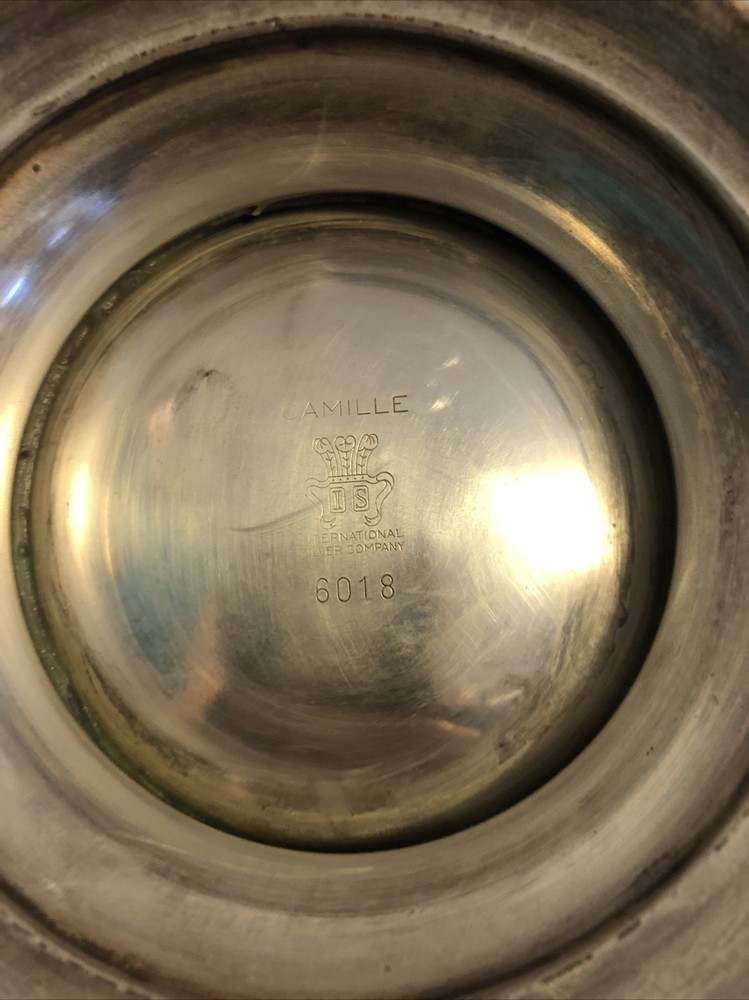 CAMILLE
IS
INTERNATIONAL
SILVER COMPANY
6018